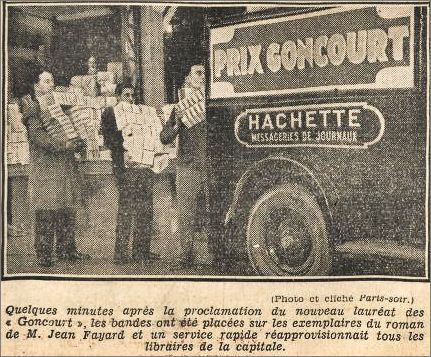 PRIX GONCOURT
HACHETTE
MESSAGERIES DE JOURNAUX
(Photo et cliché Paris-soir.)
Quelques minutes après la proclamation du nouveau lauréat des
« Goncourt », les bandes ont été placées sur les exemplaires du roman
de M. Jean Fayard et un service rapide réapprovisionnait tous les
libraires de la capitale.